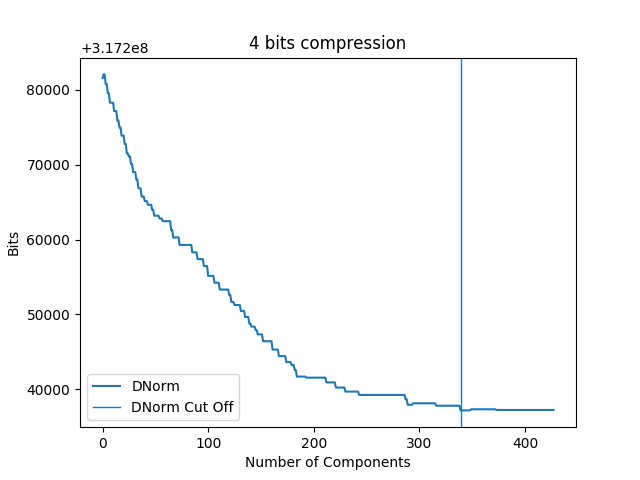 4 bits compression
+3.172e8
80000
70000
60000
50000
40000
Bits
DNorm
DNorm Cut Off
0 100 200 300 400
Number of Components